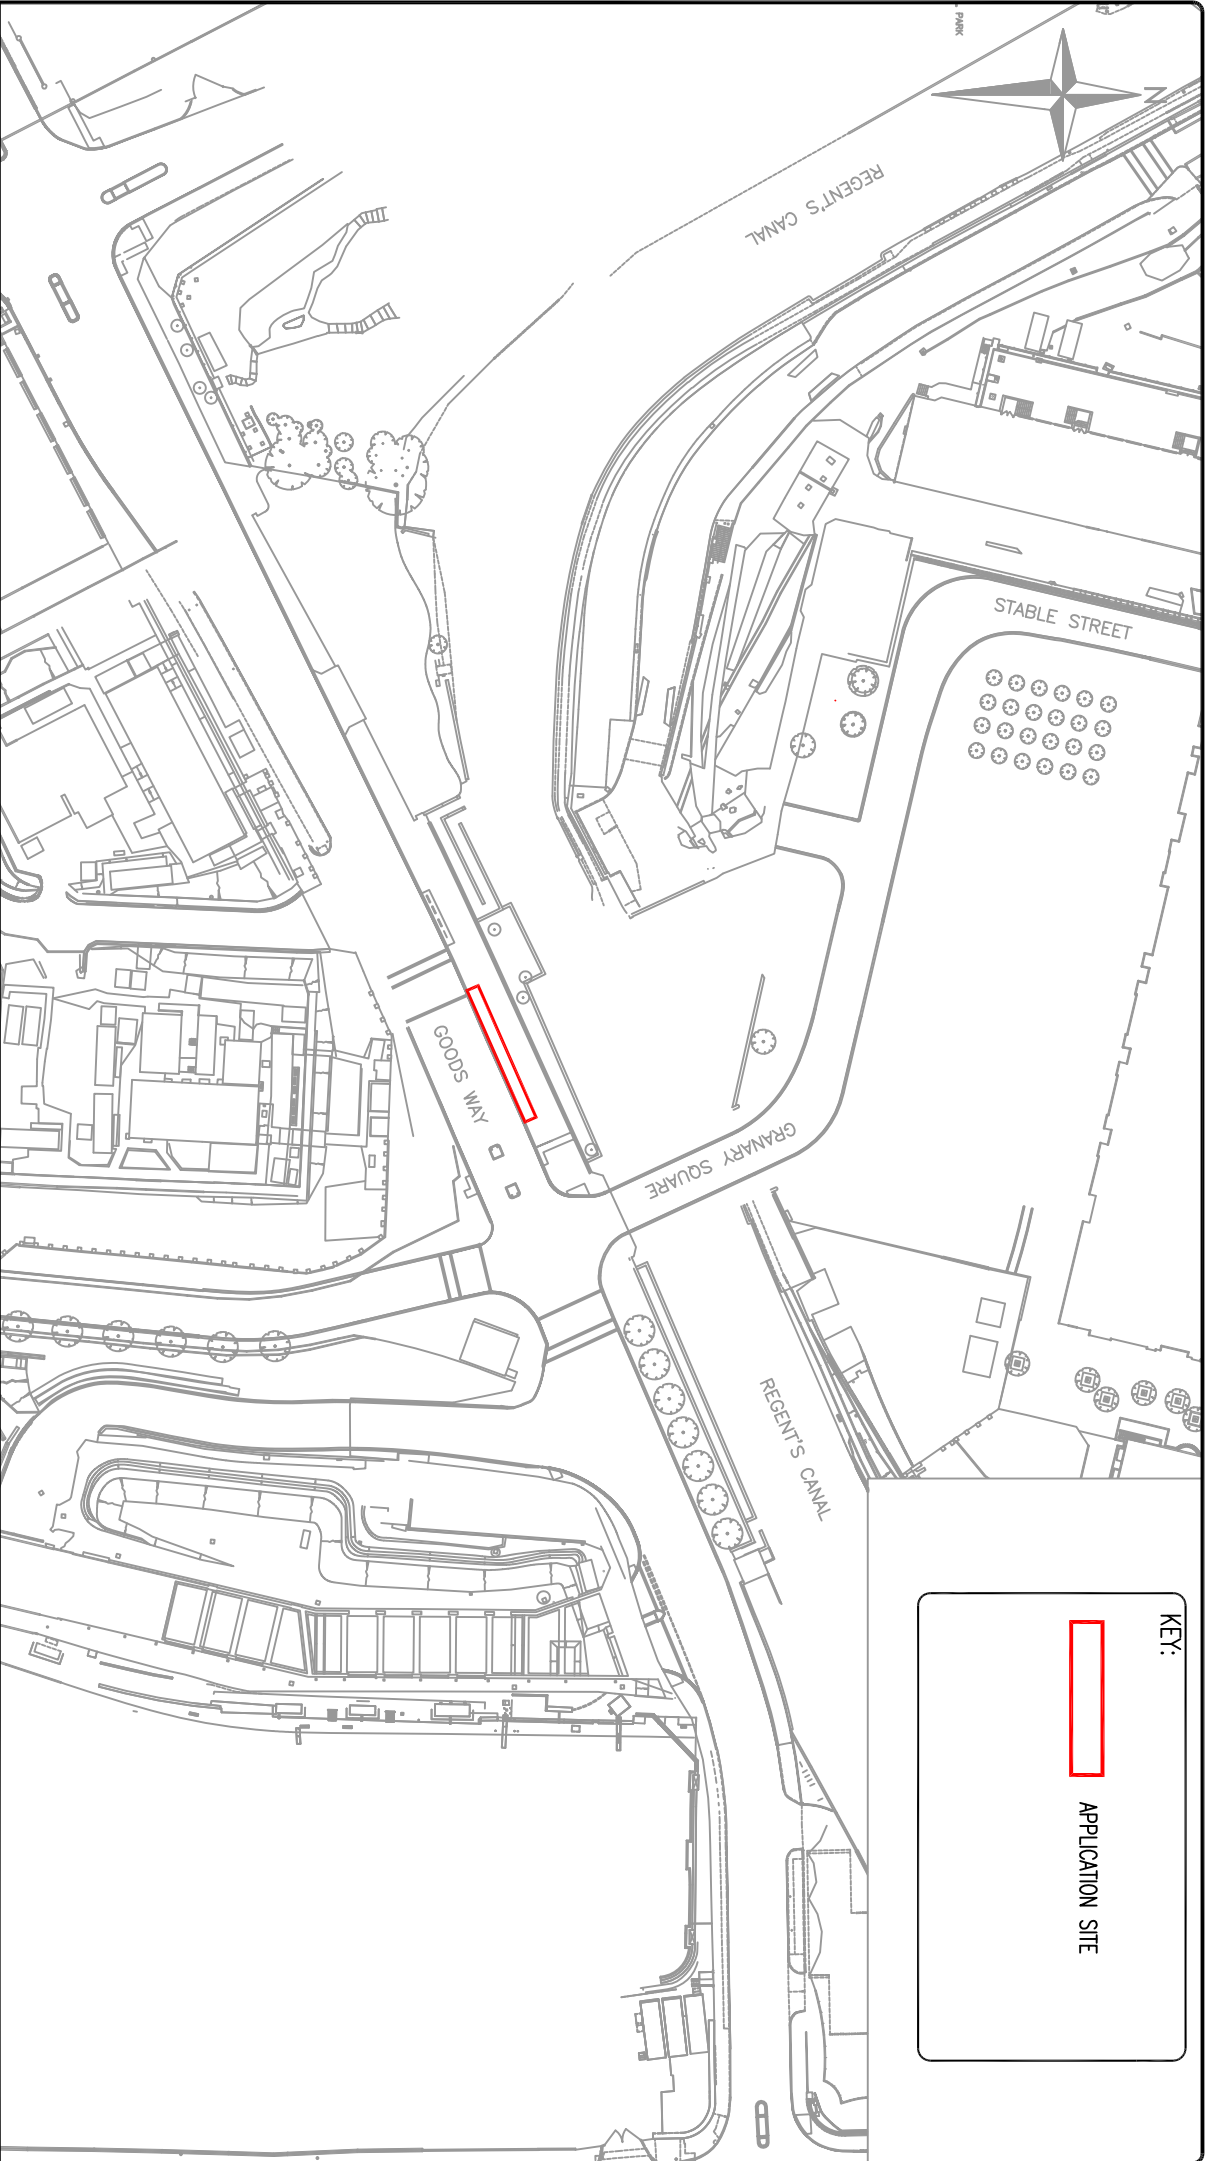 PARK
N
REGENT'S CANAL
STABLE STREET
GOODS WAY
GRANARY SQUARE
REGENT'S CANAL
KEY:
APPLICATION SITE